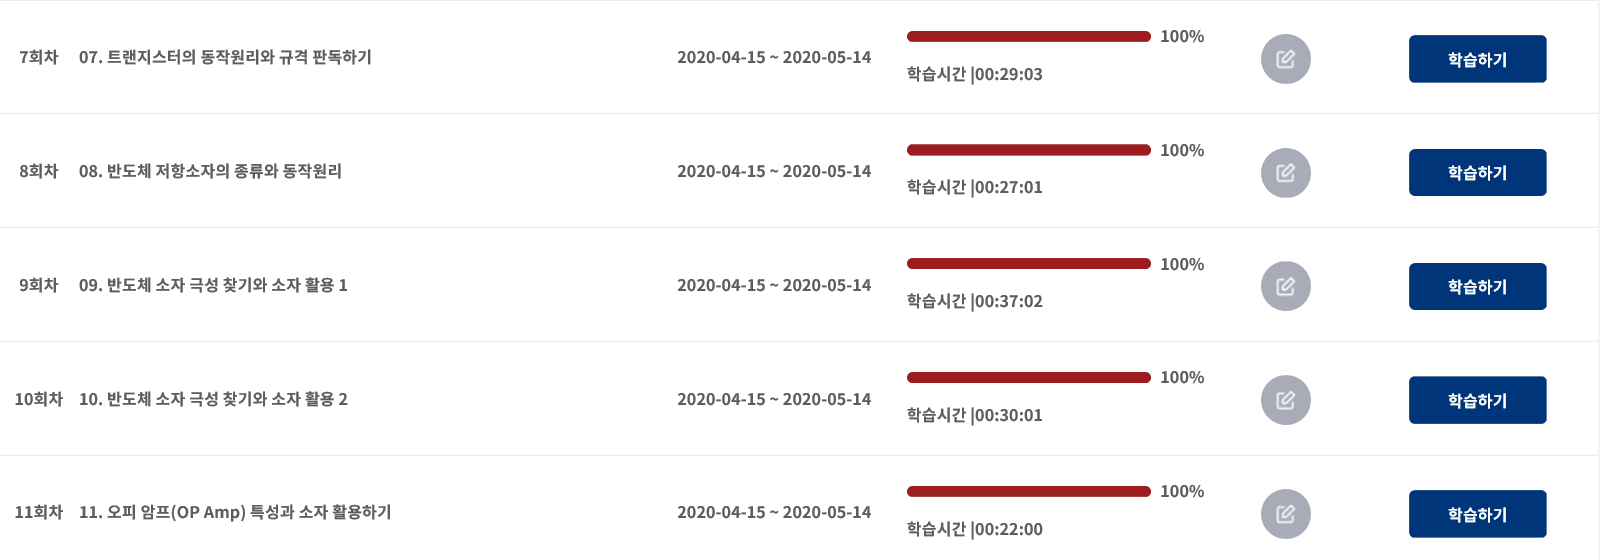 7회차 07. 트랜지스터의 동작원리와 규격 판독하기 2020-04-15 ~ 2020-05-14 100%
학습시간 |00:29:03 학습하기
8회차 08. 반도체 저항소자의 종류와 동작원리 2020-04-15 ~ 2020-05-14 100%
학습시간 |00:27:01 학습하기
9회차 09. 반도체 소자 극성 찾기와 소자 활용 1 2020-04-15 ~ 2020-05-14 100%
학습시간 |00:37:02 학습하기
10회차 10. 반도체 소자 극성 찾기와 소자 활용 2 2020-04-15 ~ 2020-05-14 100%
학습시간 |00:30:01 학습하기
11회차 11. 오피 암프(OP Amp) 특성과 소자 활용하기 2020-04-15 ~ 2020-05-14 100%
학습시간 |00:22:00 학습하기